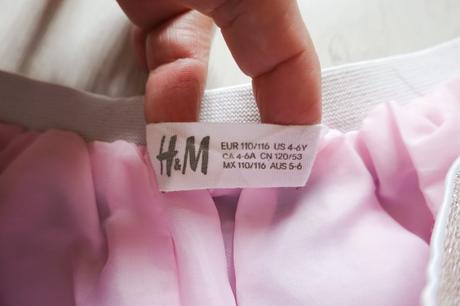 H&M
EUR 110/116 US 4-6Y
CA 4-6A CN 120/53
MX 110/116 AUS 5-6